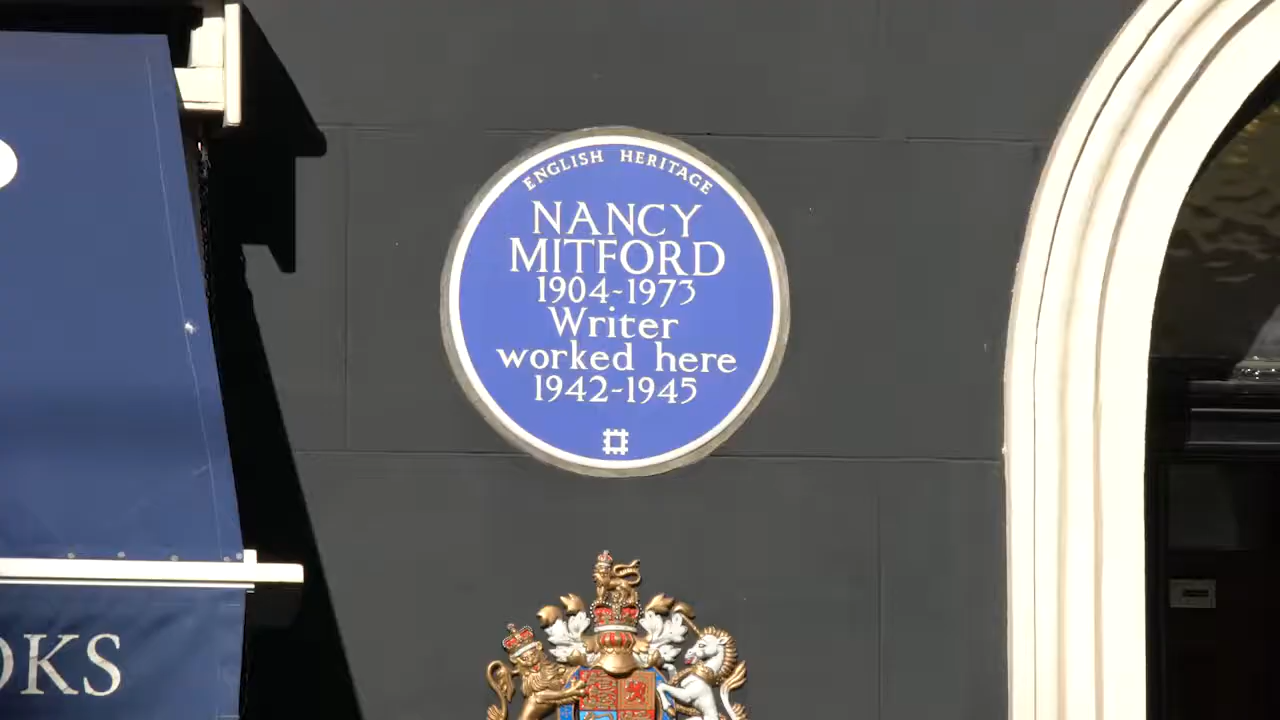 ENGLISH HERITAGE
NANCY
MITFORD
1904-1973
Writer
worked here
1942-1945
OKS